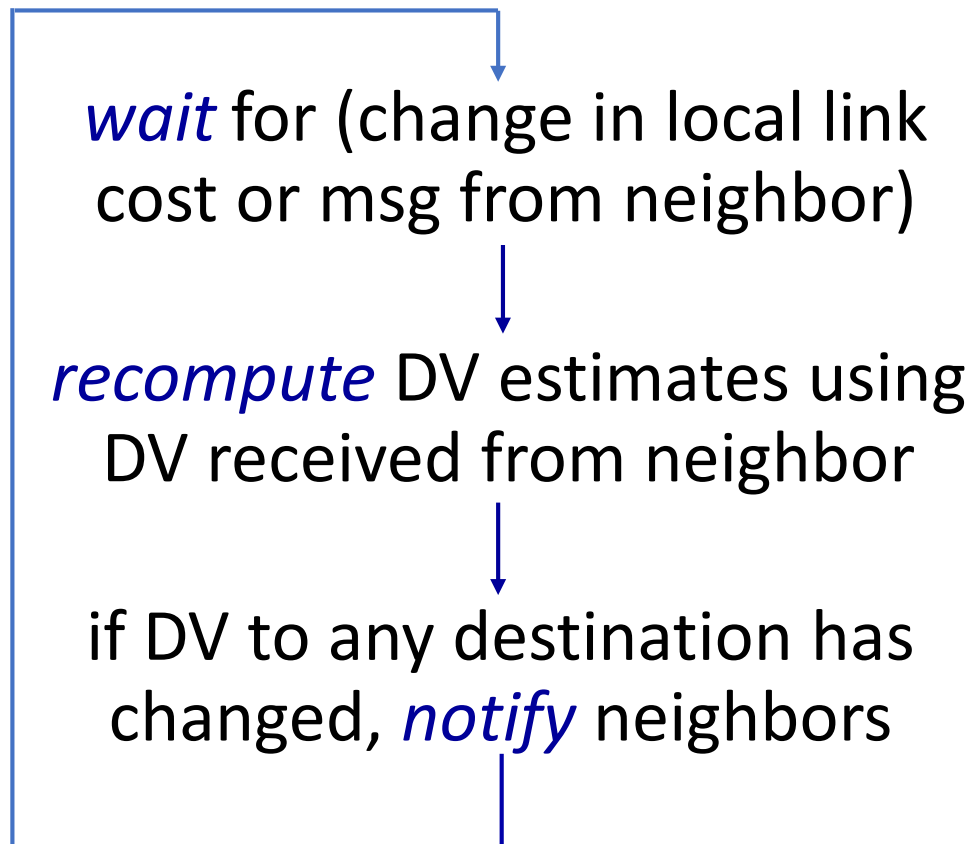 wait for (change in local link
cost or msg from neighbor)
recompute DV estimates using
DV received from neighbor
if DV to any destination has
changed, notify neighbors